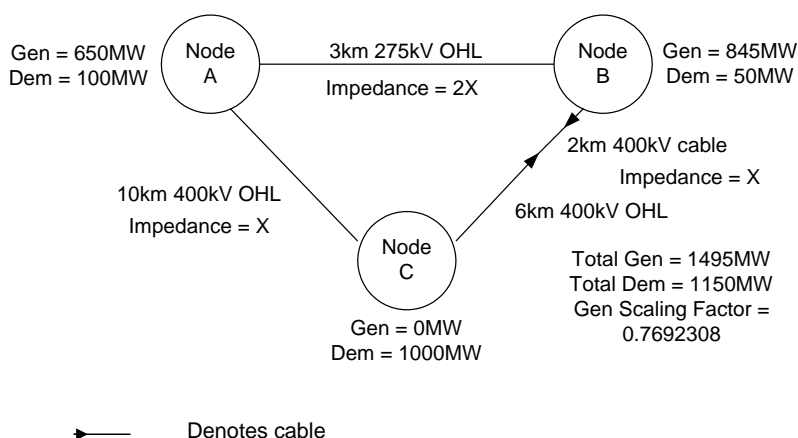 Gen = 650MW
Dem = 100MW
Node
A
3km 275kV OHL
Impedance = 2X
Node
B
Gen = 845MW
Dem = 50MW
2km 400kV cable
Impedance = X
6km 400kV OHL
10km 400kV OHL
Impedance = X
Node
C
Gen = 0MW
Dem = 1000MW
Total Gen = 1495MW
Total Dem = 1150MW
Gen Scaling Factor =
0.7692308
Denotes cable